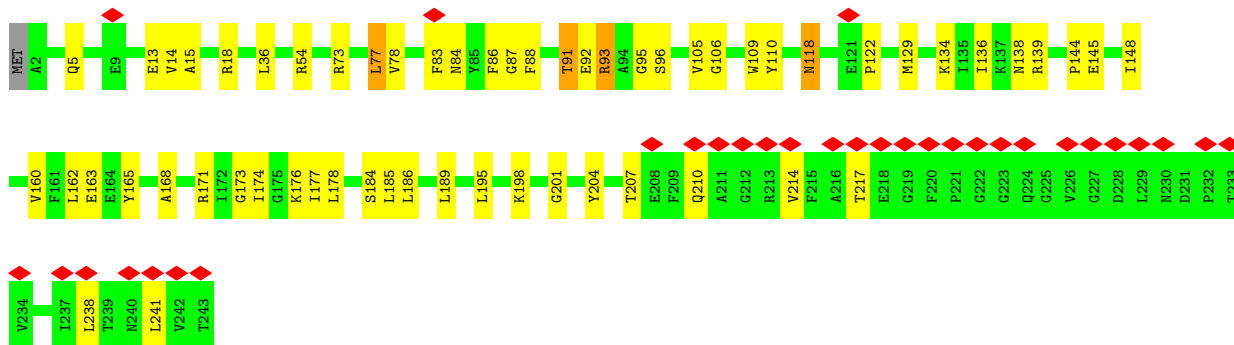 MET A2 Q5 E9 E13 V14 A15 R18 L36 R54 R73 L77 V78 F83 N84 Y85 F86 G87 F88 T91 E92 R93 A94 G95 S96 V105 G106 W109 Y110 N118 E121 P122 M129 K134 I135 I136 K137 N138 R139 P144 E145 I148
V160 F161 L162 E163 E164 Y165 A168 R171 I172 G173 I174 G175 K176 I177 L178 S184 L185 L186 L189 L195 K198 G201 Y204 T207 E208 F209 Q210 A211 G212 R213 V214 F215 A216 T217 E218 G219 F220 P221 G222 G223 Q224 G225 V226 G227 D228 L229 N230 D231 P232 T233
V234 I237 L238 T239 N240 L241 V242 T243